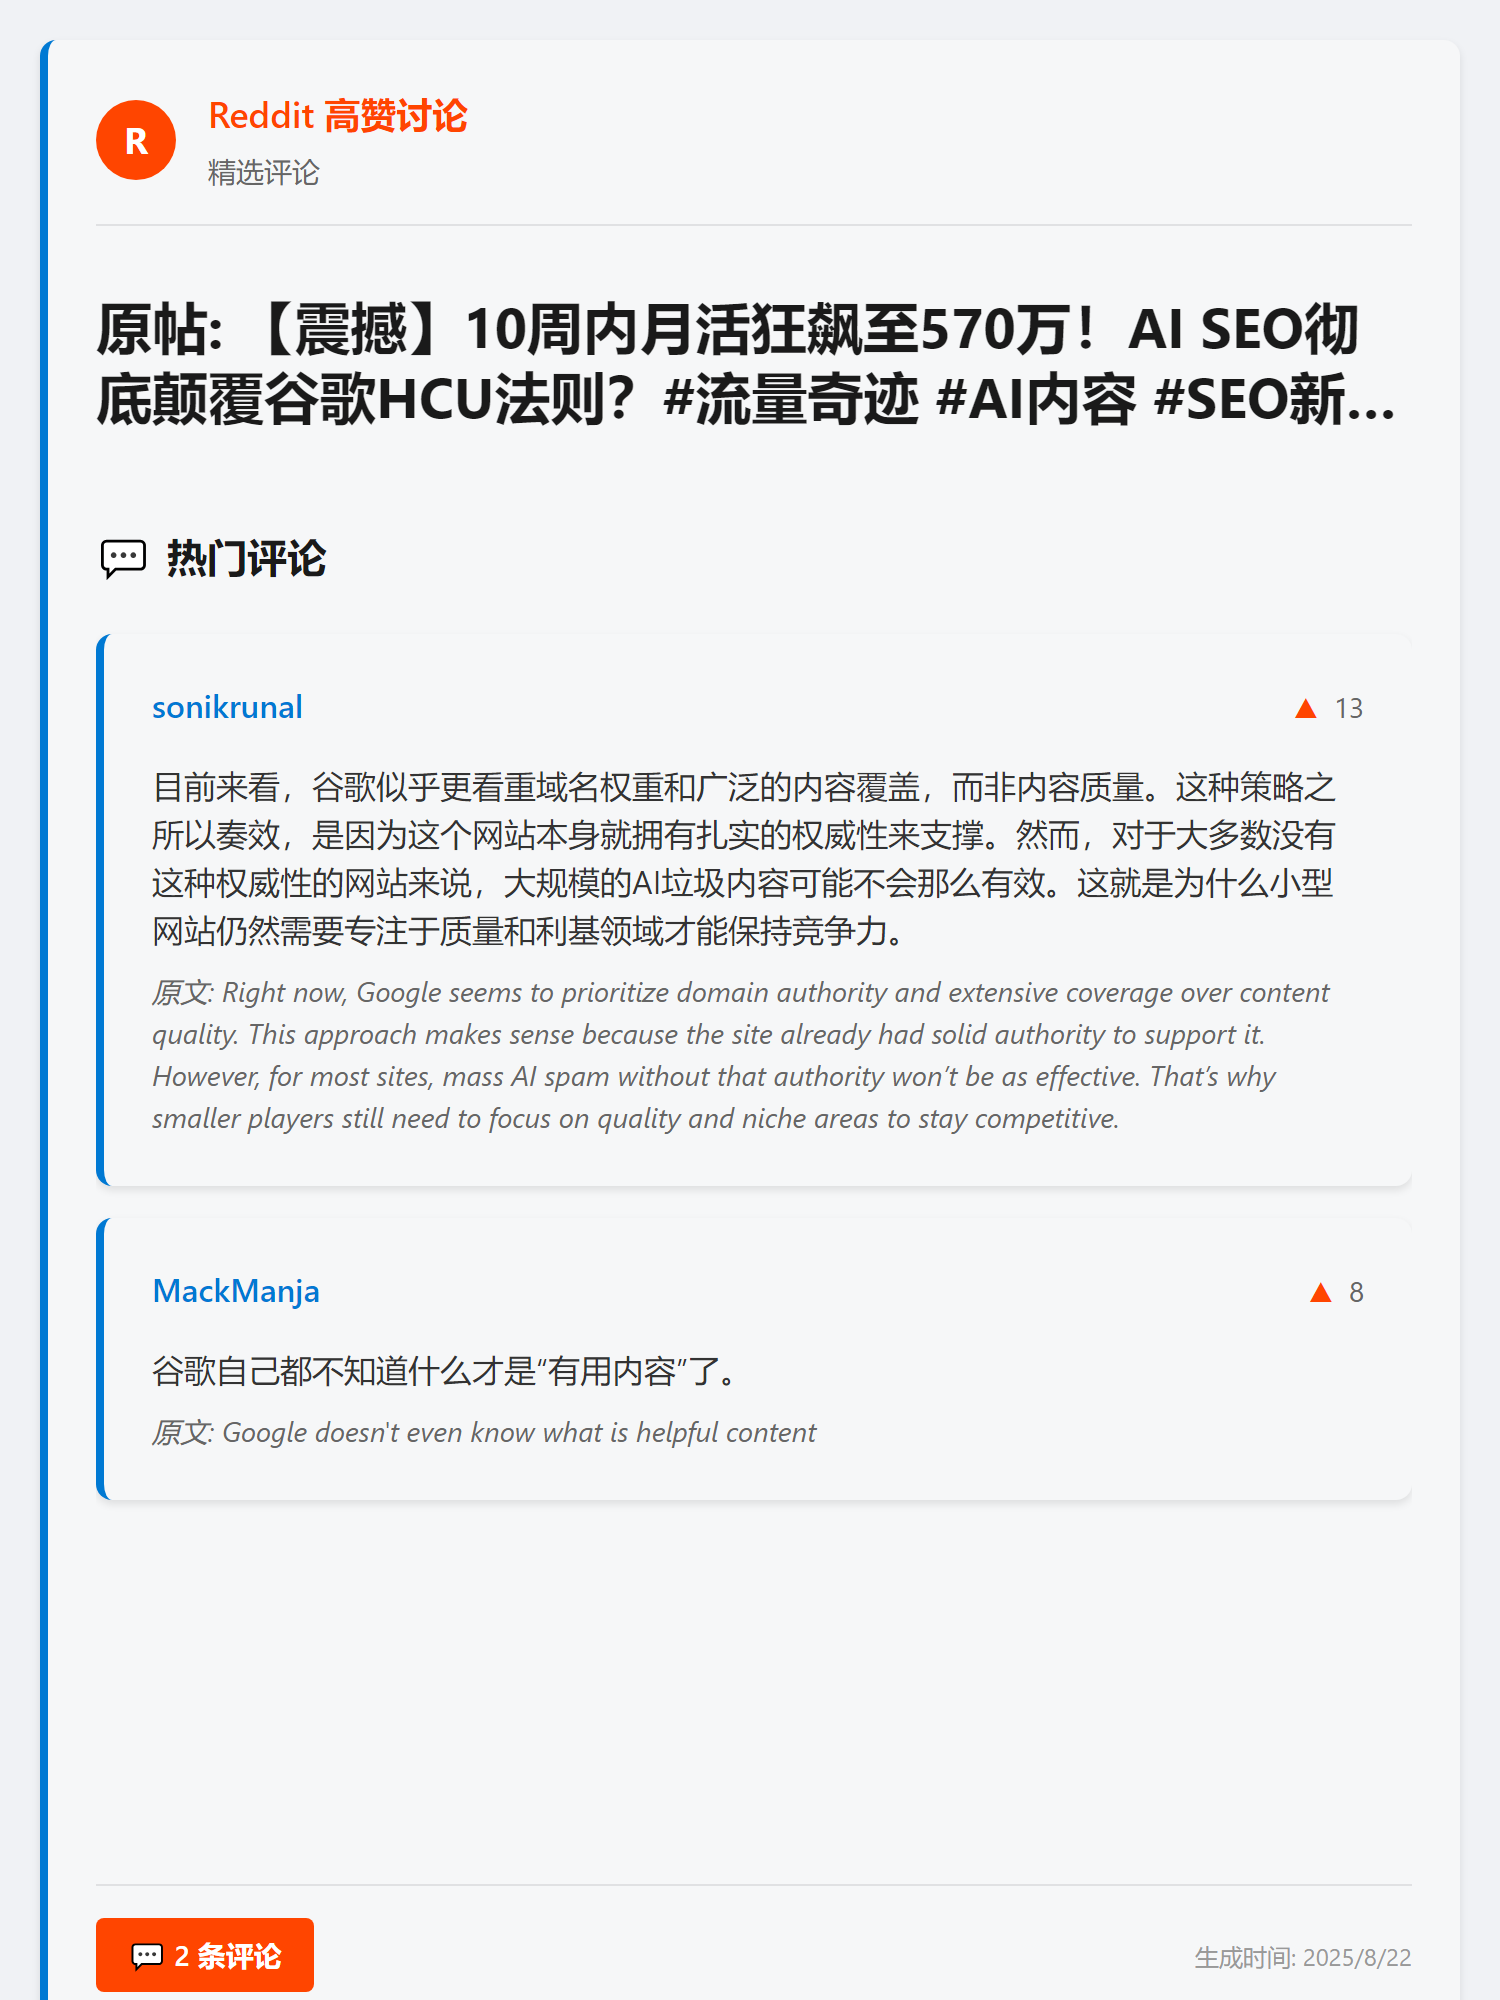 R
Reddit 高赞讨论
精选评论
原帖: 【震撼】10周内月活狂飙至570万！AI SEO彻
底颠覆谷歌HCU法则？#流量奇迹 #AI内容 #SEO新...
热门评论
sonikrunal
▲ 13
目前来看，谷歌似乎更看重域名权重和广泛的内容覆盖，而非内容质量。这种策略之
所以奏效，是因为这个网站本身就拥有扎实的权威性来支撑。然而，对于大多数没有
这种权威性的网站来说，大规模的AI垃圾内容可能不会那么有效。这就是为什么小型
网站仍然需要专注于质量和利基领域才能保持竞争力。
原文: Right now, Google seems to prioritize domain authority and extensive coverage over content
quality. This approach makes sense because the site already had solid authority to support it.
However, for most sites, mass AI spam without that authority won’t be as effective. That’s why
smaller players still need to focus on quality and niche areas to stay competitive.
MackManja
▲ 8
谷歌自己都不知道什么才是“有用内容”了。
原文: Google doesn't even know what is helpful content
2 条评论
生成时间: 2025/8/22